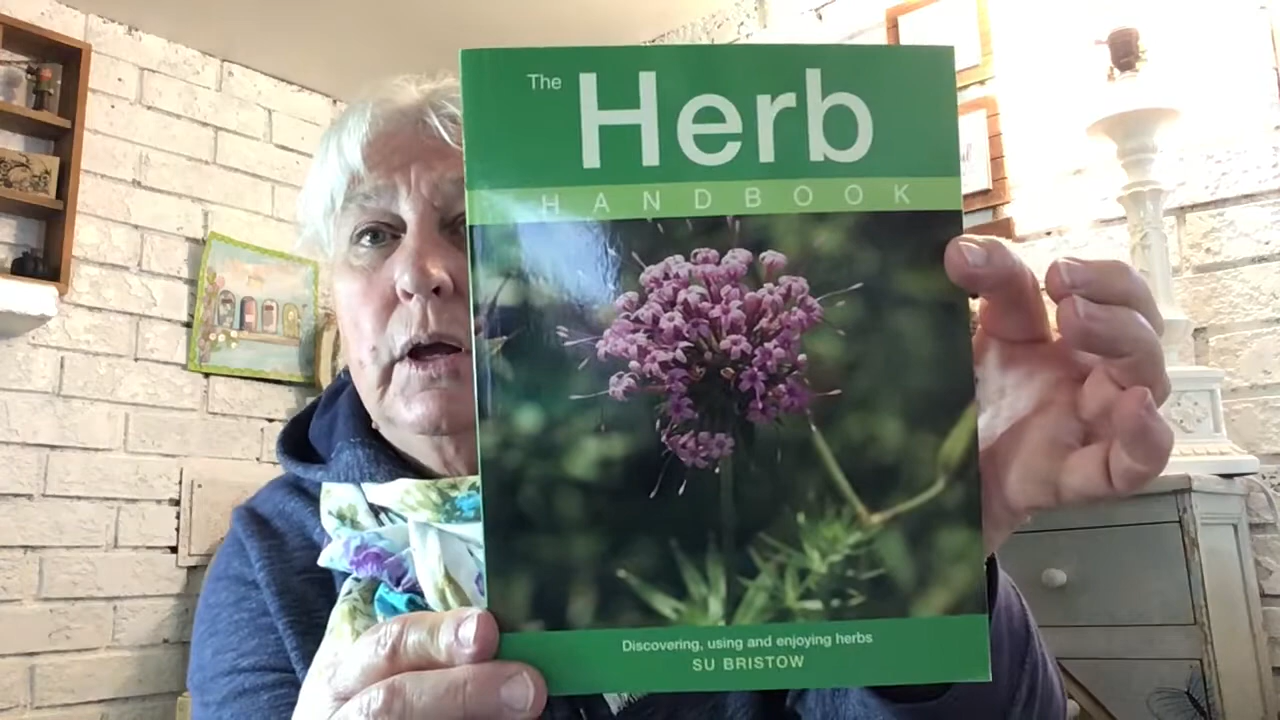 The Herb
HANDBOOK
Discovering, using and enjoying herbs
SU BRISTOW